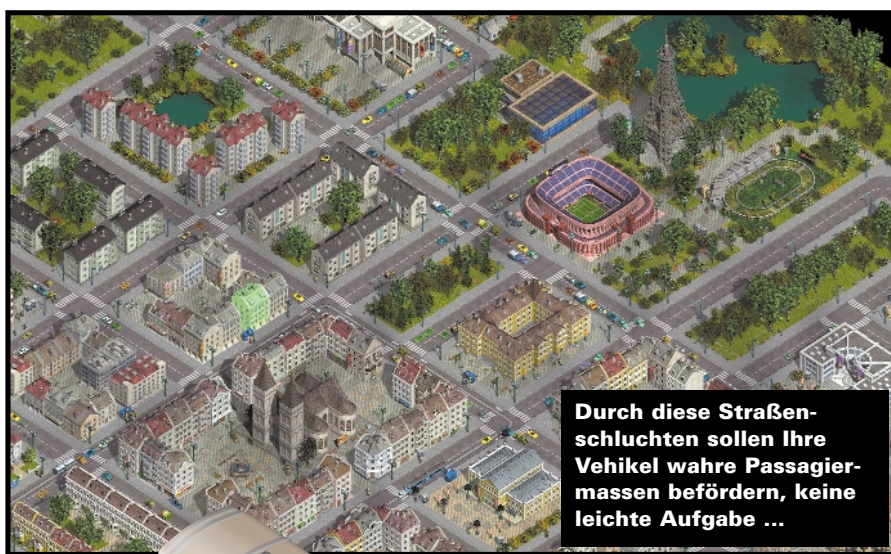 Durch diese Straßen-
schluchten sollen Ihre
Vehikel wahre Passagier-
massen befördern, keine
leichte Aufgabe ...